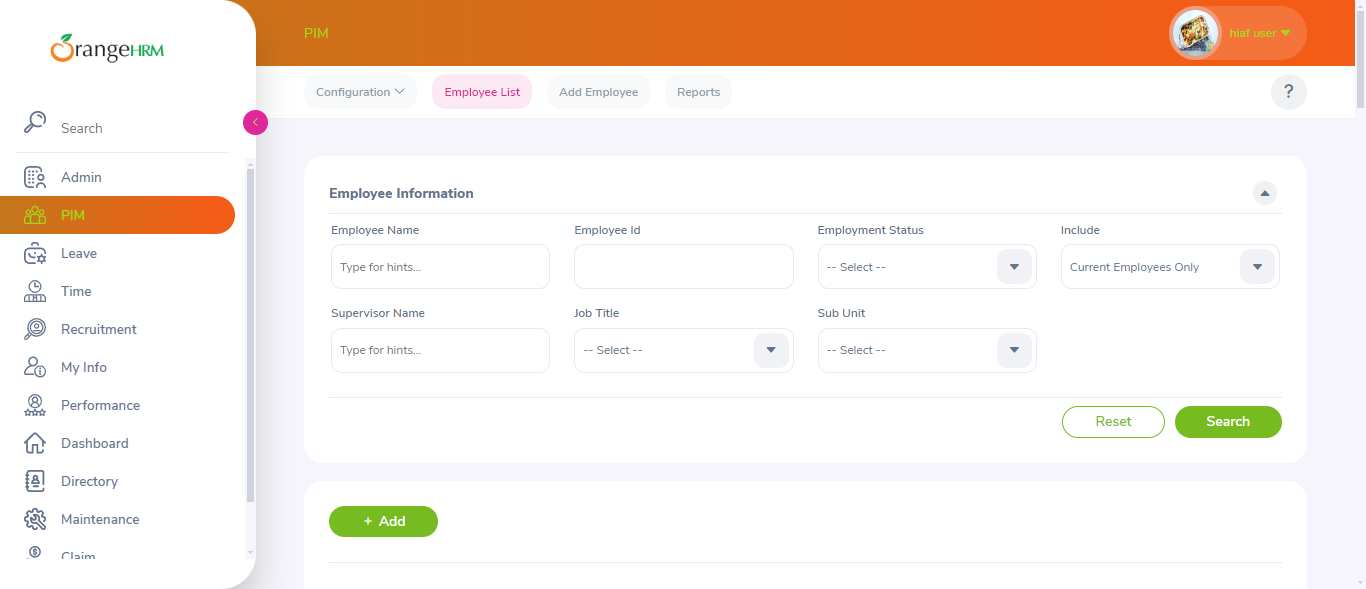 OrangeHRM
Search
Admin
PIM
Leave
Time
Recruitment
My Info
Performance
Dashboard
Directory
Maintenance
Claim
PIM
hiaf user
Configuration
Employee List
Add Employee
Reports
?
Employee Information
Employee Name
Employee Id
Employment Status
Include
Type for hints...
-- Select --
Current Employees Only
Supervisor Name
Job Title
Sub Unit
Type for hints...
-- Select --
-- Select --
Reset
Search
+ Add